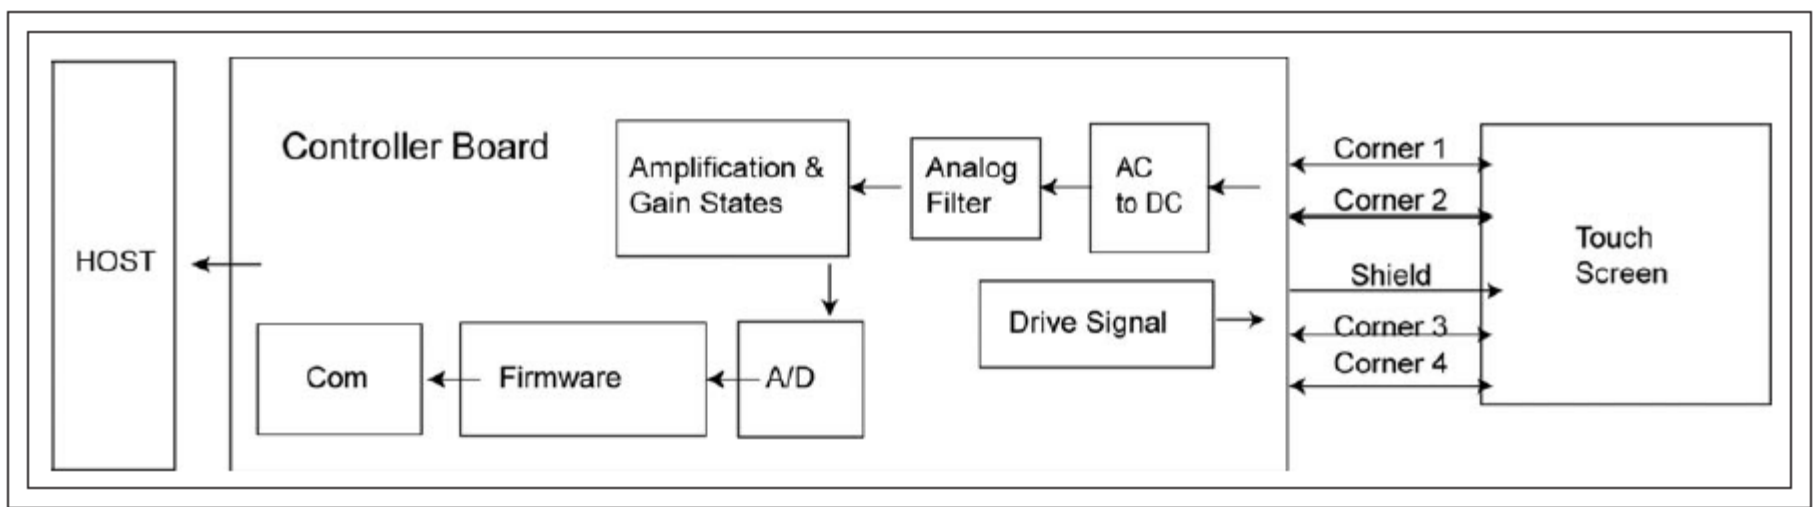 HOST
Controller Board
Amplification &
Gain States
Analog
Filter
AC
to DC
Drive Signal
Com
Firmware
A/D
Corner 1
Corner 2
Shield
Corner 3
Corner 4
Touch
Screen